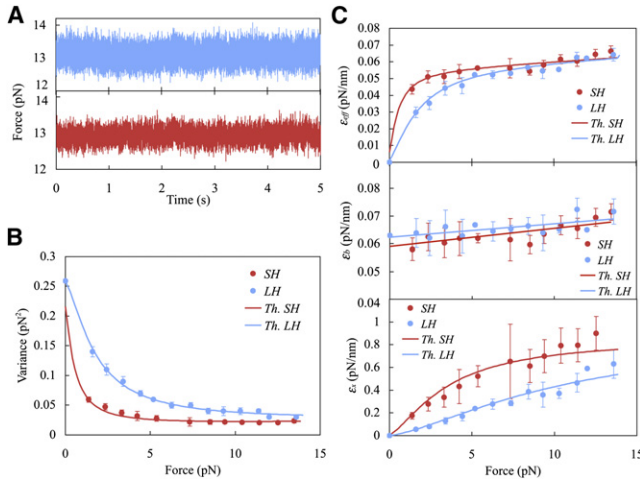 A
14
13
12
14
13
12
Force (pN)
0 1 2 3 4 5
Time (s)
B
0.3
0.25
0.2
0.15
0.1
0.05
0
Variance (pN²)
SH
LH
Th. SH
Th. LH
0 5 10 15
Force (pN)
C
0.08
0.07
0.06
0.05
0.04
0.03
0.02
0.01
0
εeff (pN/nm)
SH
LH
Th. SH
Th. LH
0.08
0.07
0.06
0.05
0.04
εb (pN/nm)
SH
LH
Th. SH
Th. LH
1
0.8
0.6
0.4
0.2
0
(pN/nm)
SH
LH
Th. SH
Th. LH
0 5 10 15
Force (pN)